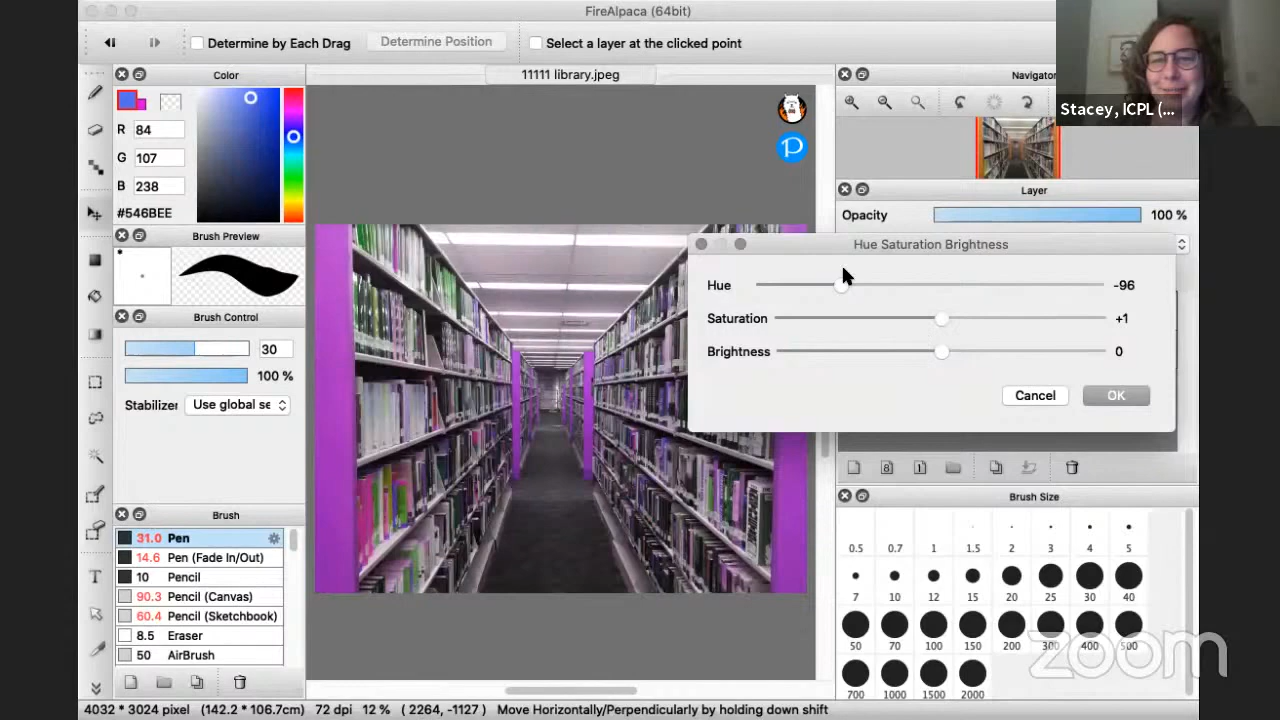 FireAlpaca (64bit)
Determine by Each Drag
Determine Position
Select a layer at the clicked point
Stacey, ICPL (...
Color
11111 library.jpeg
R 84
G 107
B 238
#546BEE
Brush Preview
*
Brush Control
30
100 %
Stabilizer
Use global se
Brush
31.0 Pen
14.6 Pen (Fade In/Out)
10 Pencil
90.3 Pencil (Canvas)
60.4 Pencil (Sketchbook)
8.5 Eraser
50 AirBrush
Layer
Opacity 100 %
Hue Saturation Brightness
Hue -96
Saturation +1
Brightness 0
Cancel OK
8 1
Brush Size
0.5 0.7 1 1.5 2 3 4 5
7 10 12 15 20 25 30 40
50 70 100 150 200 300 400 500
700 1000 1500 2000
zoom
4032 * 3024 pixel (142.2 * 106.7cm) 72 dpi 12 % ( 2264, -1127 ) Move Horizontally/Perpendicularly by holding down shift